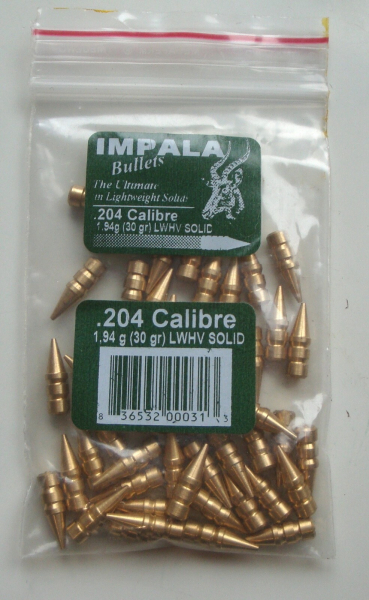 IMPALA
Bullets
The Ultimate
in Lightweight Solids
.204 Calibre
1.94g (30 gr) LWHV SOLID
.204 Calibre
1,94 g (30 gr) LWHV SOLID
8 36532 00031 3